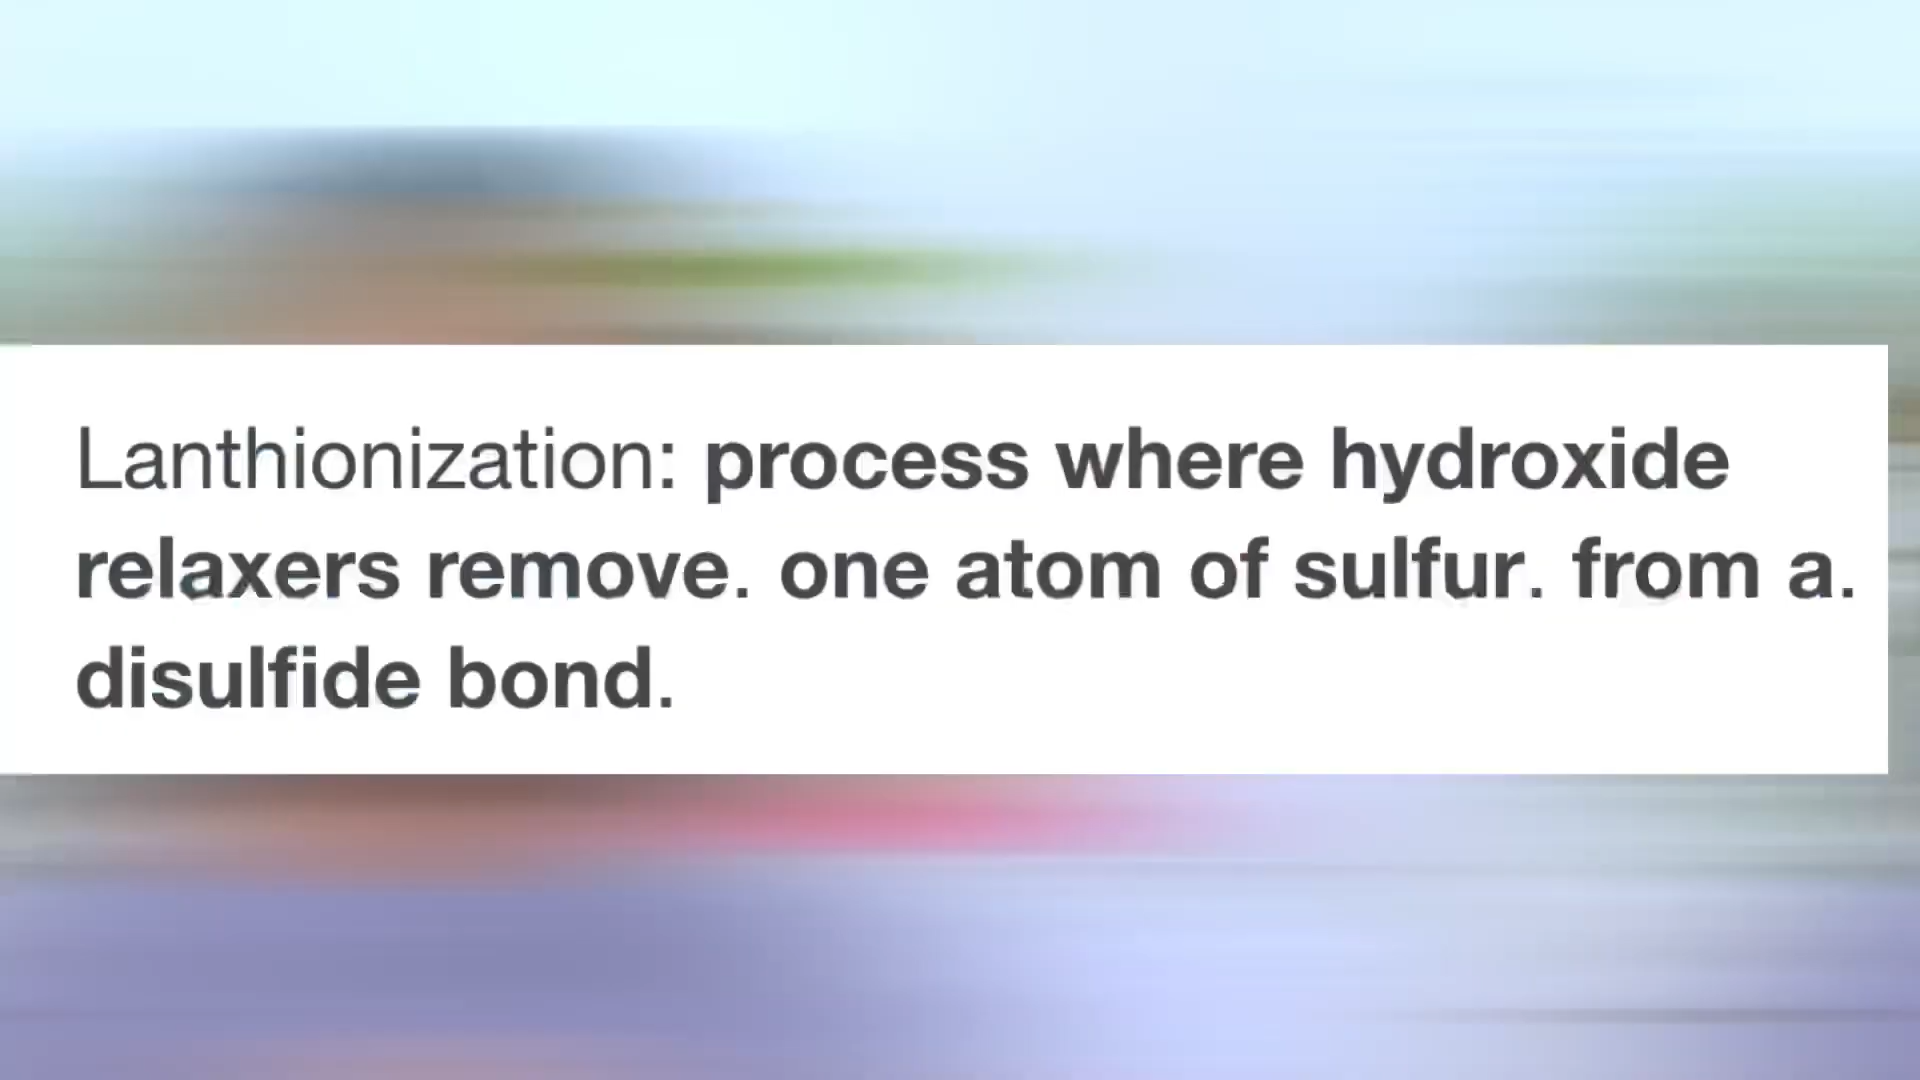 Lanthionization: process where hydroxide
relaxers remove. one atom of sulfur. from a.
disulfide bond.